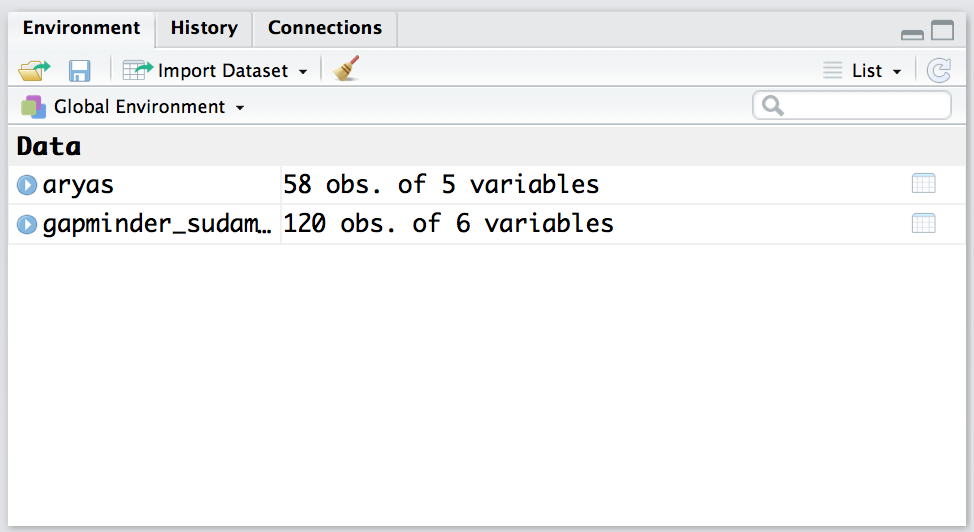 Environment History Connections
Import Dataset List
Global Environment
Data
aryas 58 obs. of 5 variables
gapminder_sudam… 120 obs. of 6 variables